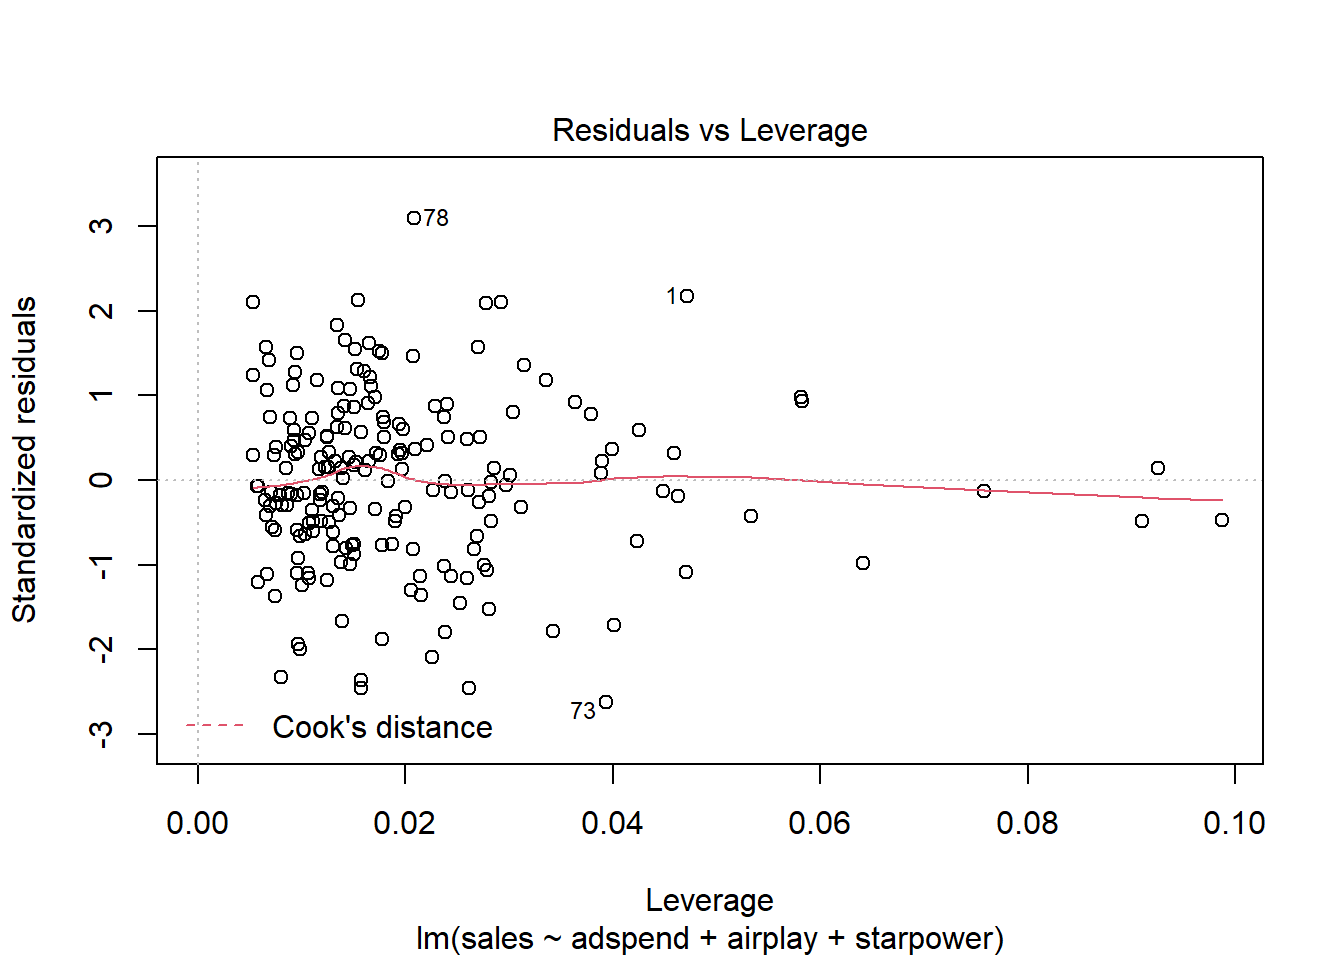 Residuals vs Leverage
Standardized residuals
3
2
1
0
-1
-2
-3
78
1
73
Cook's distance
0.00 0.02 0.04 0.06 0.08 0.10
Leverage
lm(sales ~ adspend + airplay + starpower)